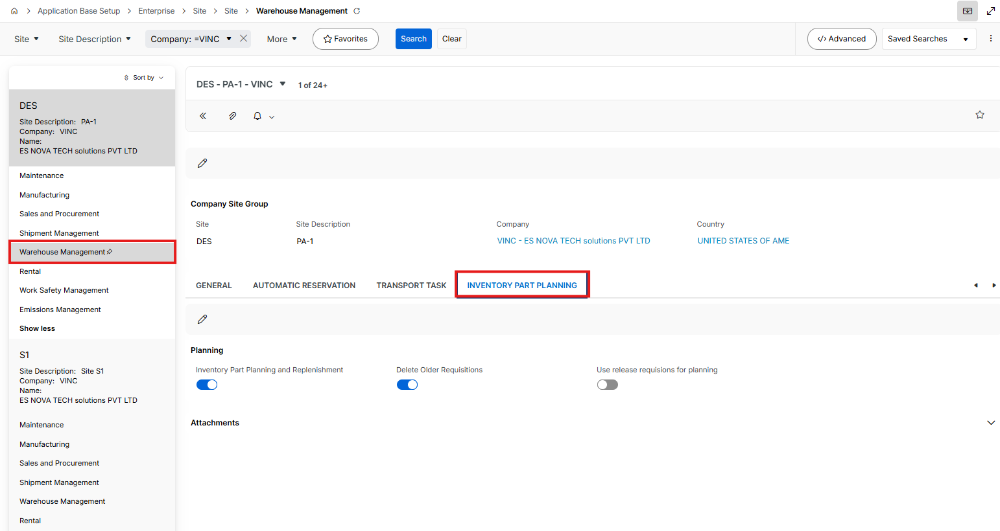 Application Base Setup > Enterprise > Site > Site > Warehouse Management
Site Site Description Company: =VINC More Favorites Search Clear </> Advanced Saved Searches
Sort by
DES
Site Description: PA-1
Company: VINC
Name:
ES NOVA TECH solutions PVT LTD
Maintenance
Manufacturing
Sales and Procurement
Shipment Management
Warehouse Management
Rental
Work Safety Management
Emissions Management
Show less
S1
Site Description: Site S1
Company: VINC
Name:
ES NOVA TECH solutions PVT LTD
Maintenance
Manufacturing
Sales and Procurement
Shipment Management
Warehouse Management
Rental
DES - PA-1 - VINC 1 of 24+
Company Site Group
Site Site Description Company Country
DES PA-1 VINC - ES NOVA TECH solutions PVT LTD UNITED STATES OF AME
GENERAL AUTOMATIC RESERVATION TRANSPORT TASK INVENTORY PART PLANNING
Planning
Inventory Part Planning and Replenishment Delete Older Requisitions Use release requisions for planning
Attachments